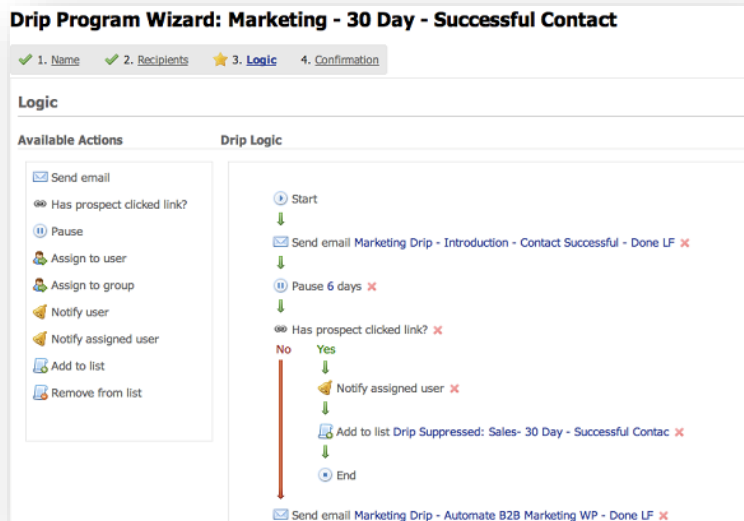 Drip Program Wizard: Marketing - 30 Day - Successful Contact
1. Name 2. Recipients 3. Logic 4. Confirmation
Logic
Available Actions
Send email
Has prospect clicked link?
Pause
Assign to user
Assign to group
Notify user
Notify assigned user
Add to list
Remove from list
Drip Logic
Start
Send email Marketing Drip - Introduction - Contact Successful - Done LF
Pause 6 days
Has prospect clicked link?
No Yes
Notify assigned user
Add to list Drip Suppressed: Sales- 30 Day - Successful Contac
End
Send email Marketing Drip - Automate B2B Marketing WP - Done LF